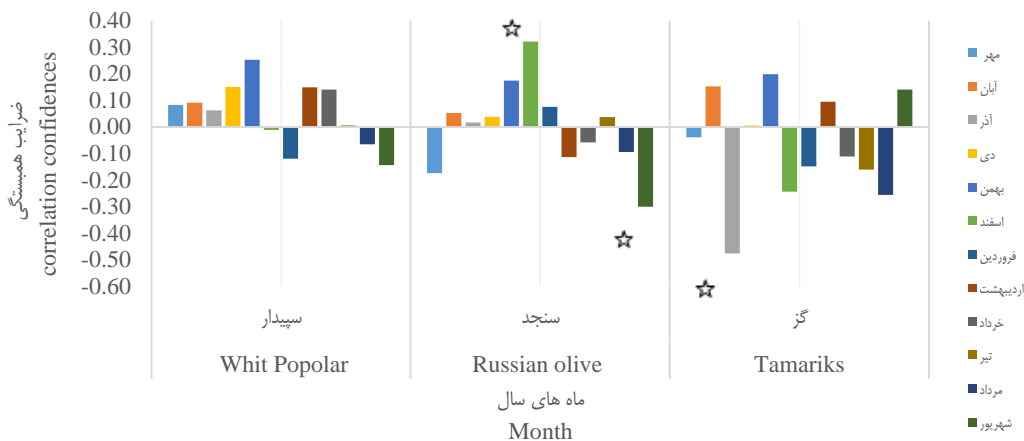 0.40
0.30
0.20
0.10
0.00
-0.10
-0.20
-0.30
-0.40
-0.50
-0.60
ضرایب همبستگی
correlation confidences
سپیدار
سنجد
گز
Whit Popolar
Russian olive
Tamariks
ماه های سال
Month
مهر
آبان
آذر
دی
بهمن
اسفند
فروردین
اردیبهشت
خرداد
تیر
مرداد
شهریور